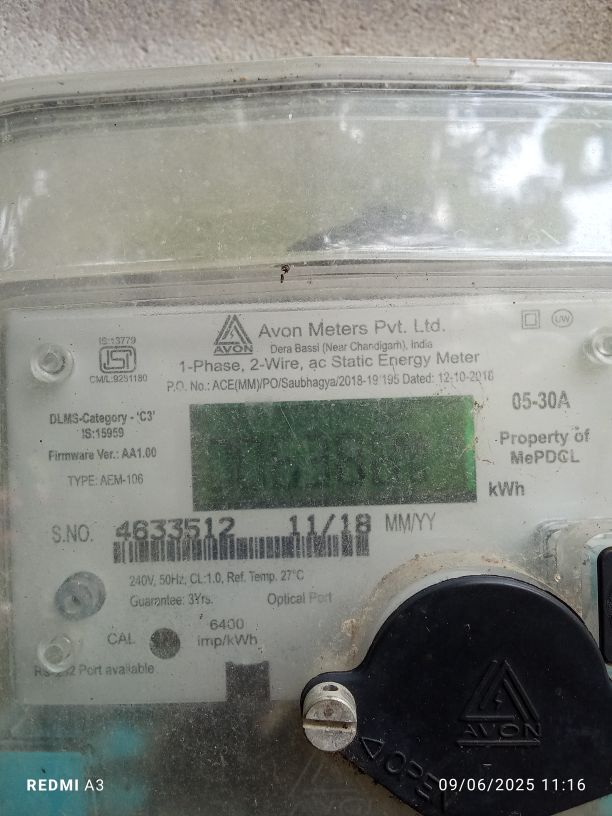 IS:13779
ISI
CM/L:9251180
AVON
Avon Meters Pvt. Ltd.
Dera Bassi (Near Chandigarh), India
UW
1-Phase, 2-Wire, ac Static Energy Meter
P.O. No.: ACE(MM)/PO/Saubhagya/2018-19/195 Dated: 12-10-2018
DLMS-Category - 'C3'
IS:15959
Firmware Ver.: AA1.00
TYPE: AEM-106
05-30A
Property of
MePDCL
kWh
S.NO. 4633512 11/18 MM/YY
240V, 50Hz, CL:1.0, Ref. Temp. 27°C
Guarantee: 3Yrs. Optical Port
CAL 6400
imp/kWh
RS-232 Port available
AVON
OPEN
REDMI A3
09/06/2025 11:16